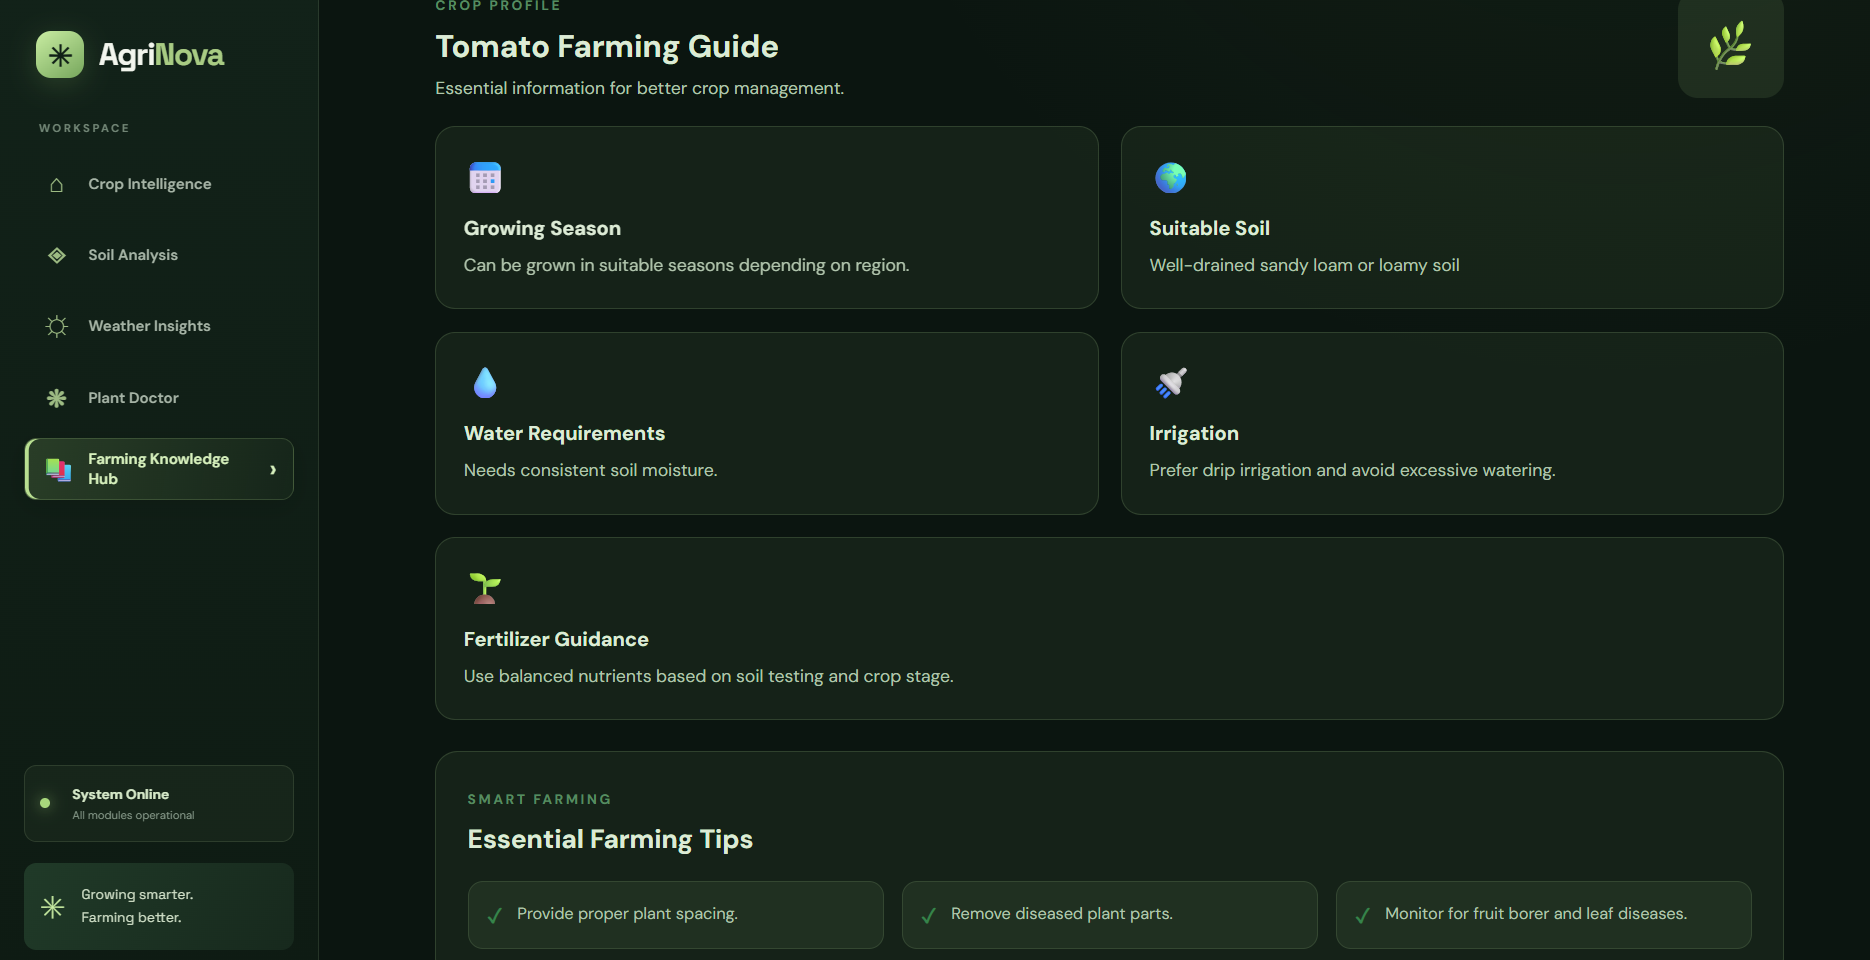 AgriNova
WORKSPACE
Crop Intelligence
Soil Analysis
Weather Insights
Plant Doctor
Farming Knowledge
Hub
System Online
All modules operational
Growing smarter.
Farming better.
CROP PROFILE
Tomato Farming Guide
Essential information for better crop management.
Growing Season
Can be grown in suitable seasons depending on region.
Suitable Soil
Well-drained sandy loam or loamy soil
Water Requirements
Needs consistent soil moisture.
Irrigation
Prefer drip irrigation and avoid excessive watering.
Fertilizer Guidance
Use balanced nutrients based on soil testing and crop stage.
SMART FARMING
Essential Farming Tips
Provide proper plant spacing.
Remove diseased plant parts.
Monitor for fruit borer and leaf diseases.